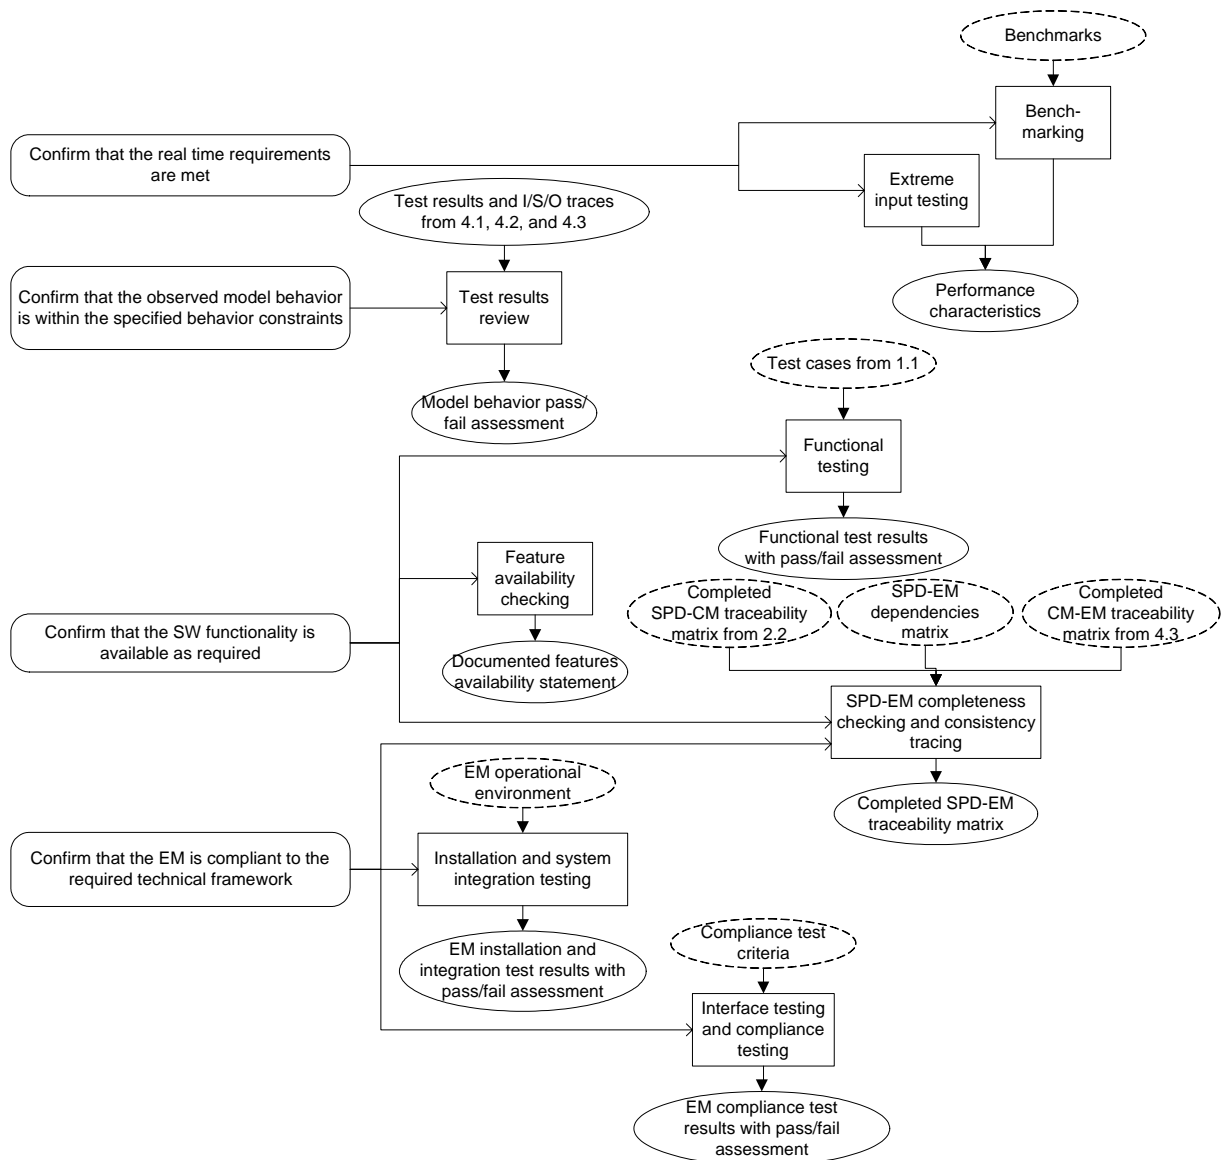 Benchmarks
Bench-
marking
Confirm that the real time requirements
are met
Extreme
input testing
Test results and I/S/O traces
from 4.1, 4.2, and 4.3
Performance
characteristics
Confirm that the observed model behavior
is within the specified behavior constraints
Test results
review
Test cases from 1.1
Model behavior pass/
fail assessment
Functional
testing
Functional test results
with pass/fail assessment
Feature
availability
checking
Completed
SPD-CM traceability
matrix from 2.2
SPD-EM
dependencies
matrix
Completed
CM-EM traceability
matrix from 4.3
Confirm that the SW functionality is
available as required
Documented features
availability statement
SPD-EM completeness
checking and consistency
tracing
EM operational
environment
Completed SPD-EM
traceability matrix
Confirm that the EM is compliant to the
required technical framework
Installation and system
integration testing
EM installation and
integration test results with
pass/fail assessment
Compliance test
criteria
Interface testing
and compliance
testing
EM compliance test
results with pass/fail
assessment